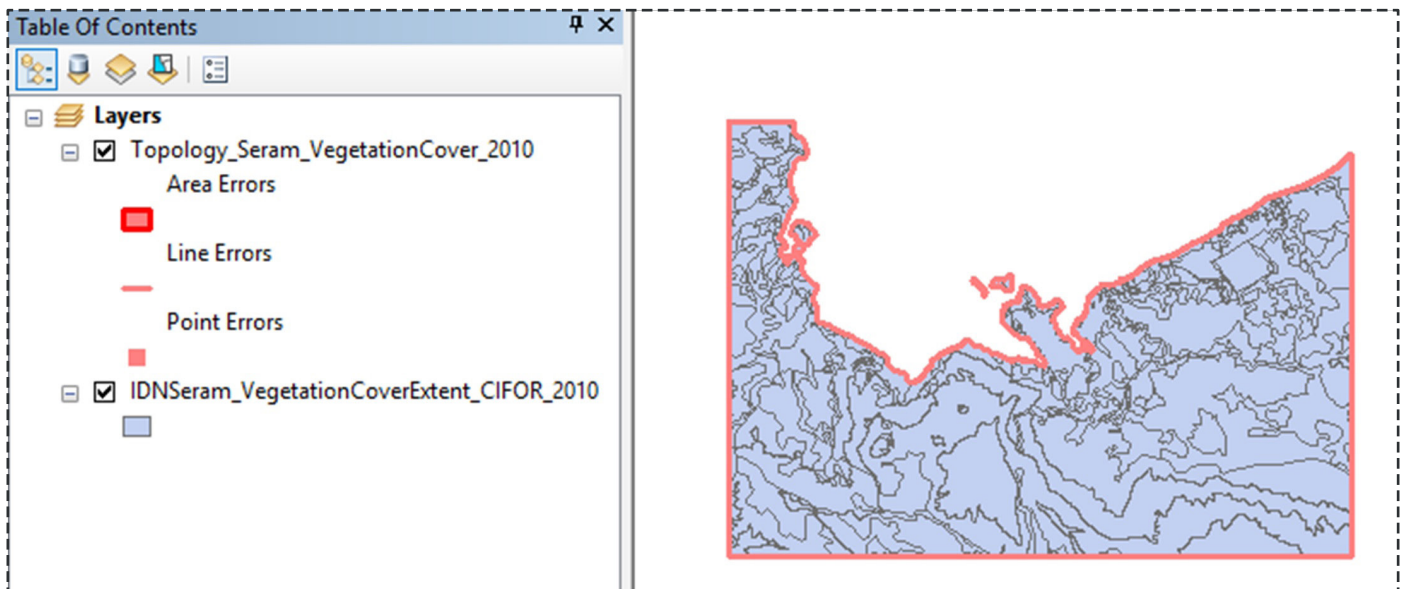 Table Of Contents
Layers
Topology_Seram_VegetationCover_2010
Area Errors
Line Errors
Point Errors
IDNSeram_VegetationCoverExtent_CIFOR_2010